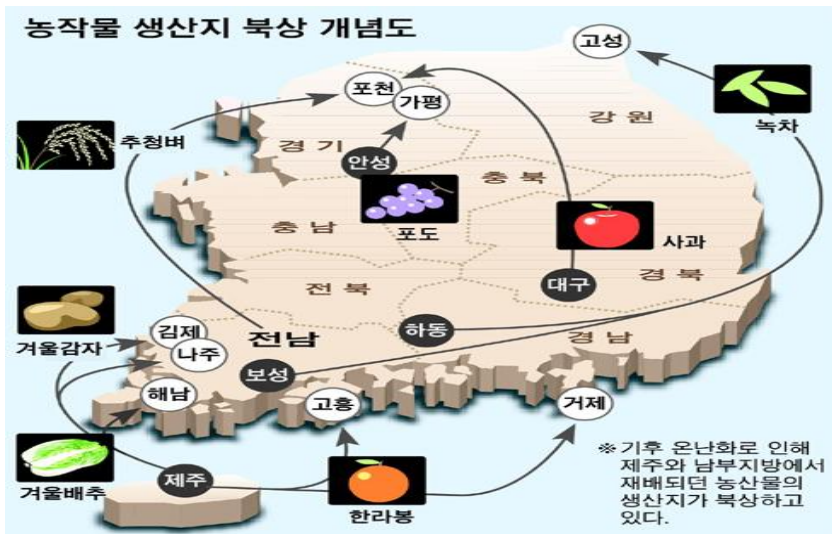 농작물 생산지 북상 개념도
고성
포천
가평
강 원
녹차
추청벼
경 기
안성
충 북
포도
충 남
사과
대구
경 북
전 북
김제
나주
전남
하동
경 남
겨울감자
보성
해남
고흥
거제
겨울배추
제주
한라봉
※ 기후 온난화로 인해
제주와 남부지방에서
재배되던 농산물의
생산지가 북상하고
있다.